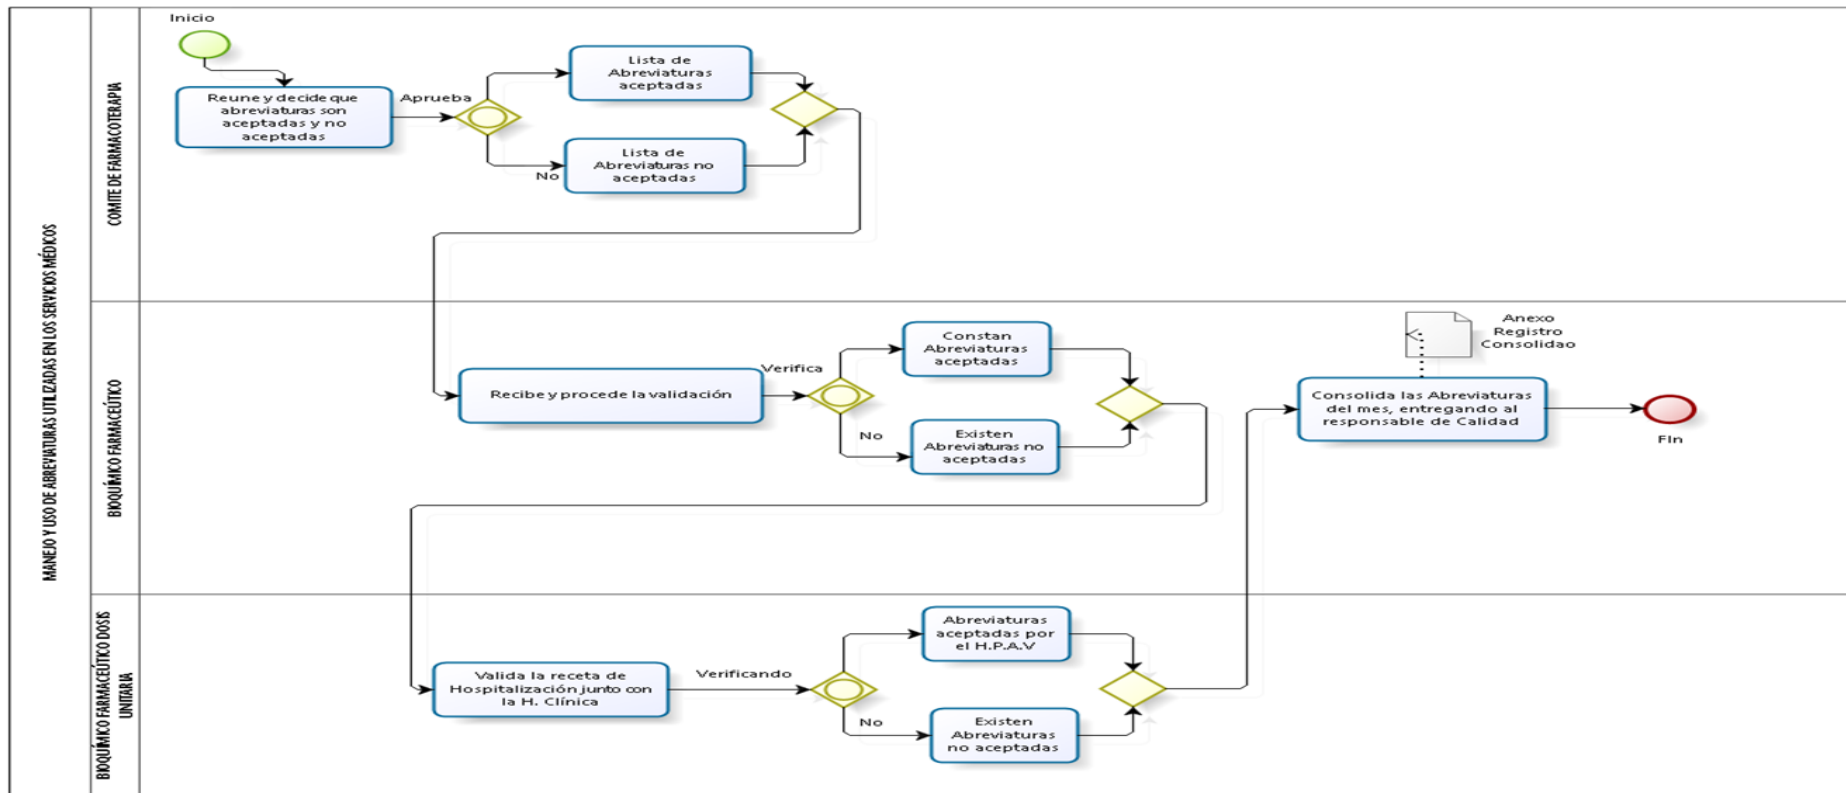 MANEJO Y USO DE ABREVIATURAS UTILIZADAS EN LOS SERVICIOS MÉDICOS
COMITE DE FARMACOTERAPIA
Inicio
Reune y decide que
abreviaturas son
aceptadas y no
aceptadas
Aprueba
Lista de
Abreviaturas
aceptadas
No
Lista de
Abreviaturas no
aceptadas
BIOQUÍMICO FARMACEÚTICO
Recibe y procede la validación
Verifica
Constan
Abreviaturas
aceptadas
No
Existen
Abreviaturas no
aceptadas
Anexo
Registro
Consolidao
Consolida las Abreviaturas
del mes, entregando al
responsable de Calidad
FIn
BIOQUÍMICO FARMACEÚTICO DOSIS
UNITARIA
Valida la receta de
Hospitalización junto con
la H. Clínica
Verificando
Abreviaturas
aceptadas por
el H.P.A.V
No
Existen
Abreviaturas
no aceptadas